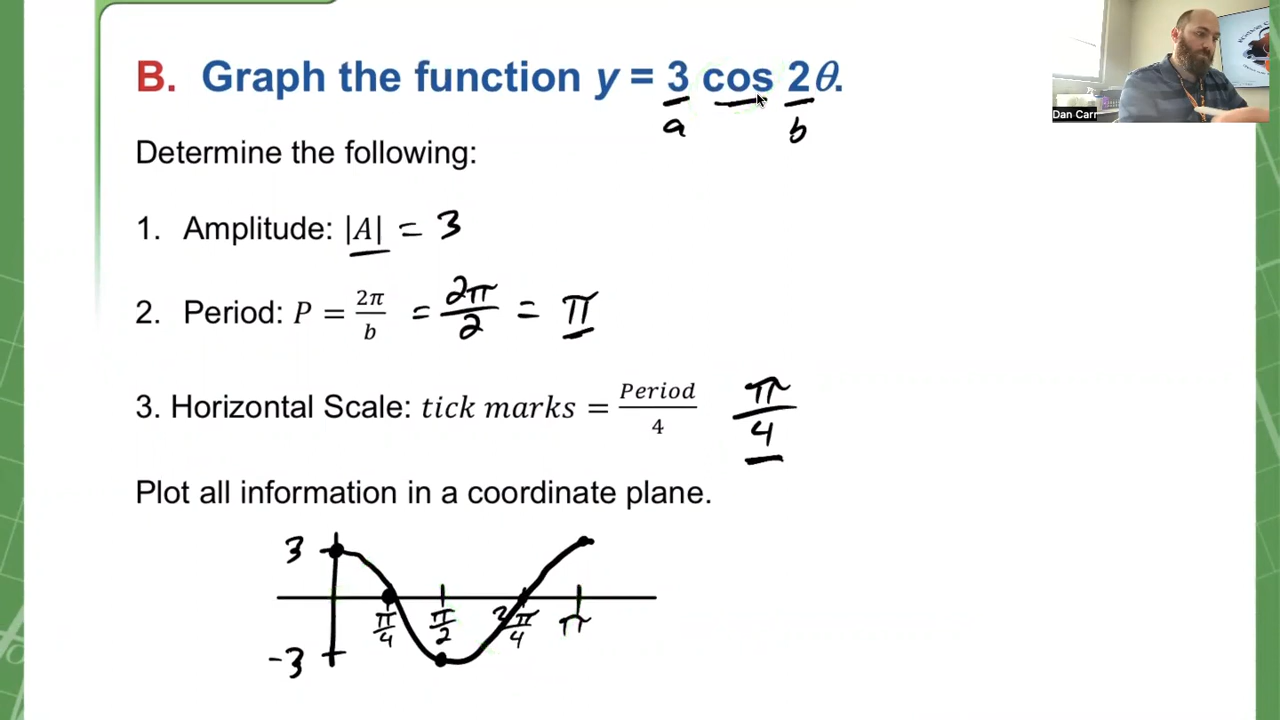 B. Graph the function y = 3 cos 2θ.
a b
Dan Carr
Determine the following:
1. Amplitude: |A| = 3
2. Period: P = 2π/b = 2π/2 = π
3. Horizontal Scale: tick marks = Period/4 π/4
Plot all information in a coordinate plane.
3
π/4 π/2 3π/4 π
-3